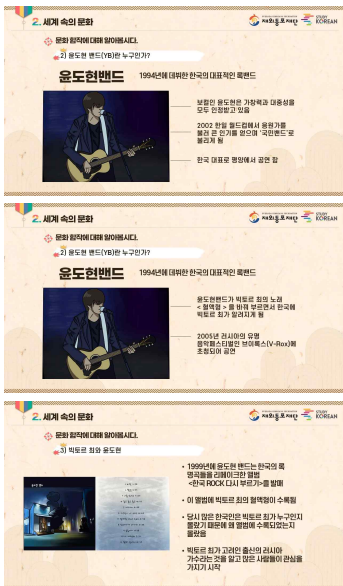 2. 세계 속의 문화
재외동포재단
STUDY KOREAN
문화 합작에 대해 알아봅시다.
2) 윤도현 밴드(YB)란 누구인가?
윤도현밴드
1994년에 데뷔한 한국의 대표적인 록밴드
보컬인 윤도현은 가창력과 대중성을
모두 인정받고 있음
2002 한일 월드컵에서 응원가를
불러 큰 인기를 얻으며 '국민밴드'로
불리게 됨
한국 대표로 평양에서 공연 함
2. 세계 속의 문화
재외동포재단
STUDY KOREAN
문화 합작에 대해 알아봅시다.
2) 윤도현 밴드(YB)란 누구인가?
윤도현밴드
1994년에 데뷔한 한국의 대표적인 록밴드
윤도현밴드가 빅토르 최의 노래
< 혈액형 > 을 바꿔 부르면서 한국에
빅토르 최가 알려지게 됨
2005년 러시아의 유명
음악페스티벌인 브이록스(V-Rox)에
초청되어 공연
2. 세계 속의 문화
재외동포재단
STUDY KOREAN
문화 합작에 대해 알아봅시다.
3) 빅토르 최와 윤도현
• 1999년에 윤도현 밴드는 한국의 록
명곡들을 리메이크한 앨범
<한국 ROCK 다시 부르기>를 발매
• 이 앨범에 빅토르 최의 혈액형이 수록됨
• 당시 많은 한국인은 빅토르 최가 누구인지
몰랐기 때문에 왜 앨범에 수록되었는지
몰랐음
• 빅토르 최가 고려인 출신의 러시아
가수라는 것을 알고 많은 사람들이 관심을
가지기 시작